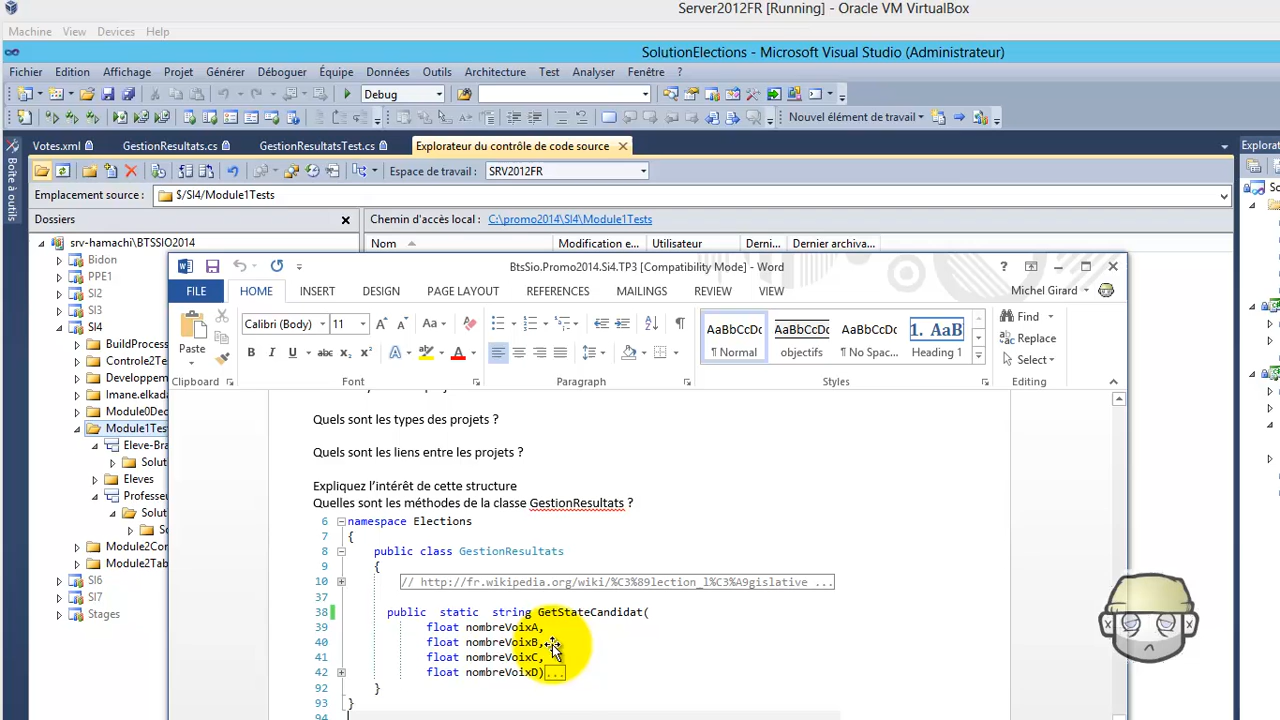 Server2012FR [Running] - Oracle VM VirtualBox
Machine View Devices Help
SolutionElections - Microsoft Visual Studio (Administrateur)
Fichier Edition Affichage Projet Générer Déboguer Équipe Données Outils Architecture Test Analyser Fenêtre ?
Debug
Nouvel élément de travail
Votes.xml GestionResultats.cs GestionResultatsTest.cs Explorateur du contrôle de code source
Explorat
Boîte à outils
Espace de travail : SRV2012FR
Emplacement source : $/SI4/Module1Tests
Dossiers
Chemin d'accès local : C:\promo2014\SI4\Module1Tests
srv-hamachi\BTSSIO2014
Nom Modification e... Utilisateur Derni... Dernier archiva...
Bidon
PPE1
SI2
SI3
SI4
BuildProcess
Controle2Te
Developpem
Imane.elkada
Module0Dec
Module1Tes
Eleve-Bra
Solut
Eleves
Professeu
Solut
So
Module2Con
Module2Tab
SI6
SI7
Stages
BtsSio.Promo2014.Si4.TP3 [Compatibility Mode] - Word
FILE HOME INSERT DESIGN PAGE LAYOUT REFERENCES MAILINGS REVIEW VIEW
Michel Girard
Paste
Calibri (Body) 11
AaBbCcDc AaBbCcDc AaBbCcDc 1. AaB
¶ Normal objectifs ¶ No Spac... Heading 1
Find
Replace
Select
Clipboard Font Paragraph Styles Editing
Quels sont les types des projets ?
Quels sont les liens entre les projets ?
Expliquez l'intérêt de cette structure
Quelles sont les méthodes de la classe GestionResultats ?
6 namespace Elections
7 {
8 public class GestionResultats
9 {
10 // http://fr.wikipedia.org/wiki/%C3%89lection_l%C3%A9gislative ...
37
38 public static string GetStateCandidat(
39 float nombreVoixA,
40 float nombreVoixB,
41 float nombreVoixC,
42 float nombreVoixD)...
92 }
93 }
94